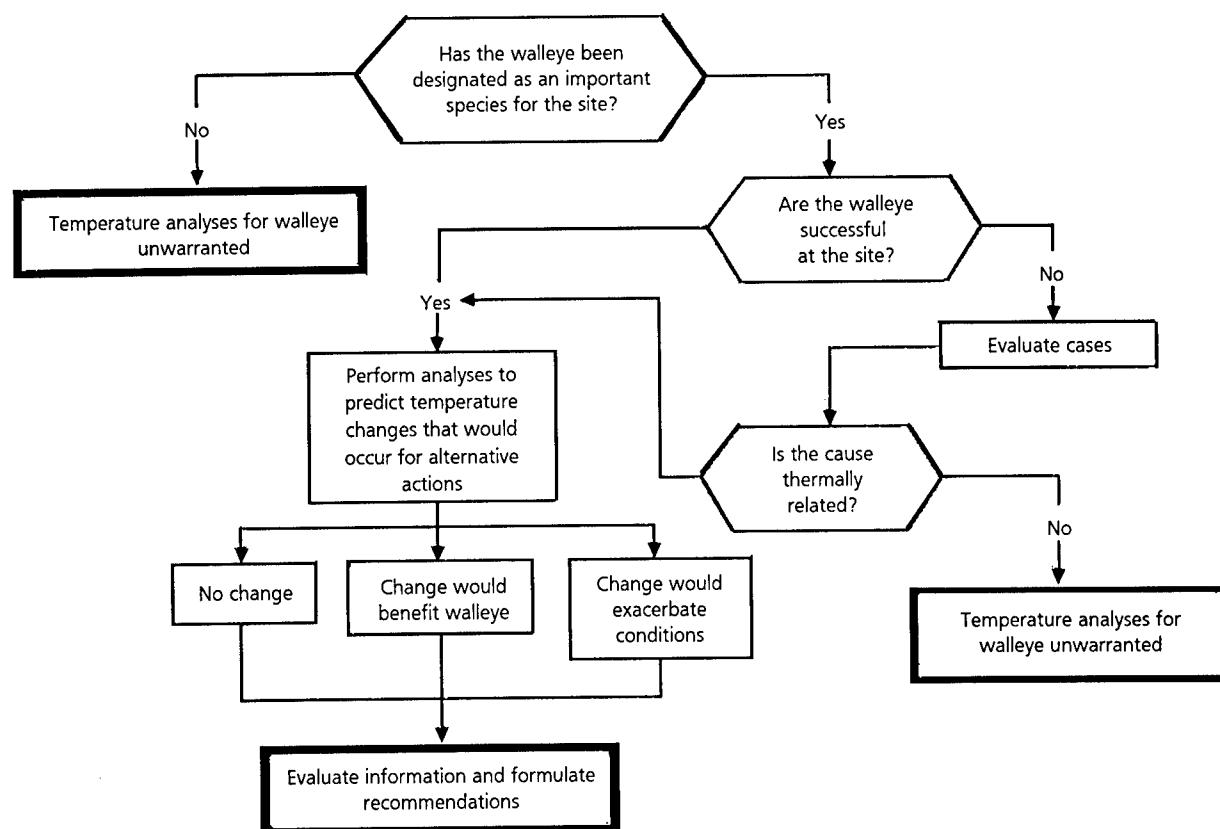 Has the walleye been
designated as an important
species for the site?
No
Yes
Temperature analyses for walleye
unwarranted
Are the walleye
successful
at the site?
Yes
No
Evaluate cases
Perform analyses to
predict temperature
changes that would
occur for alternative
actions
Is the cause
thermally
related?
No
No change
Change would
benefit walleye
Change would
exacerbate
conditions
Temperature analyses for
walleye unwarranted
Evaluate information and formulate
recommendations